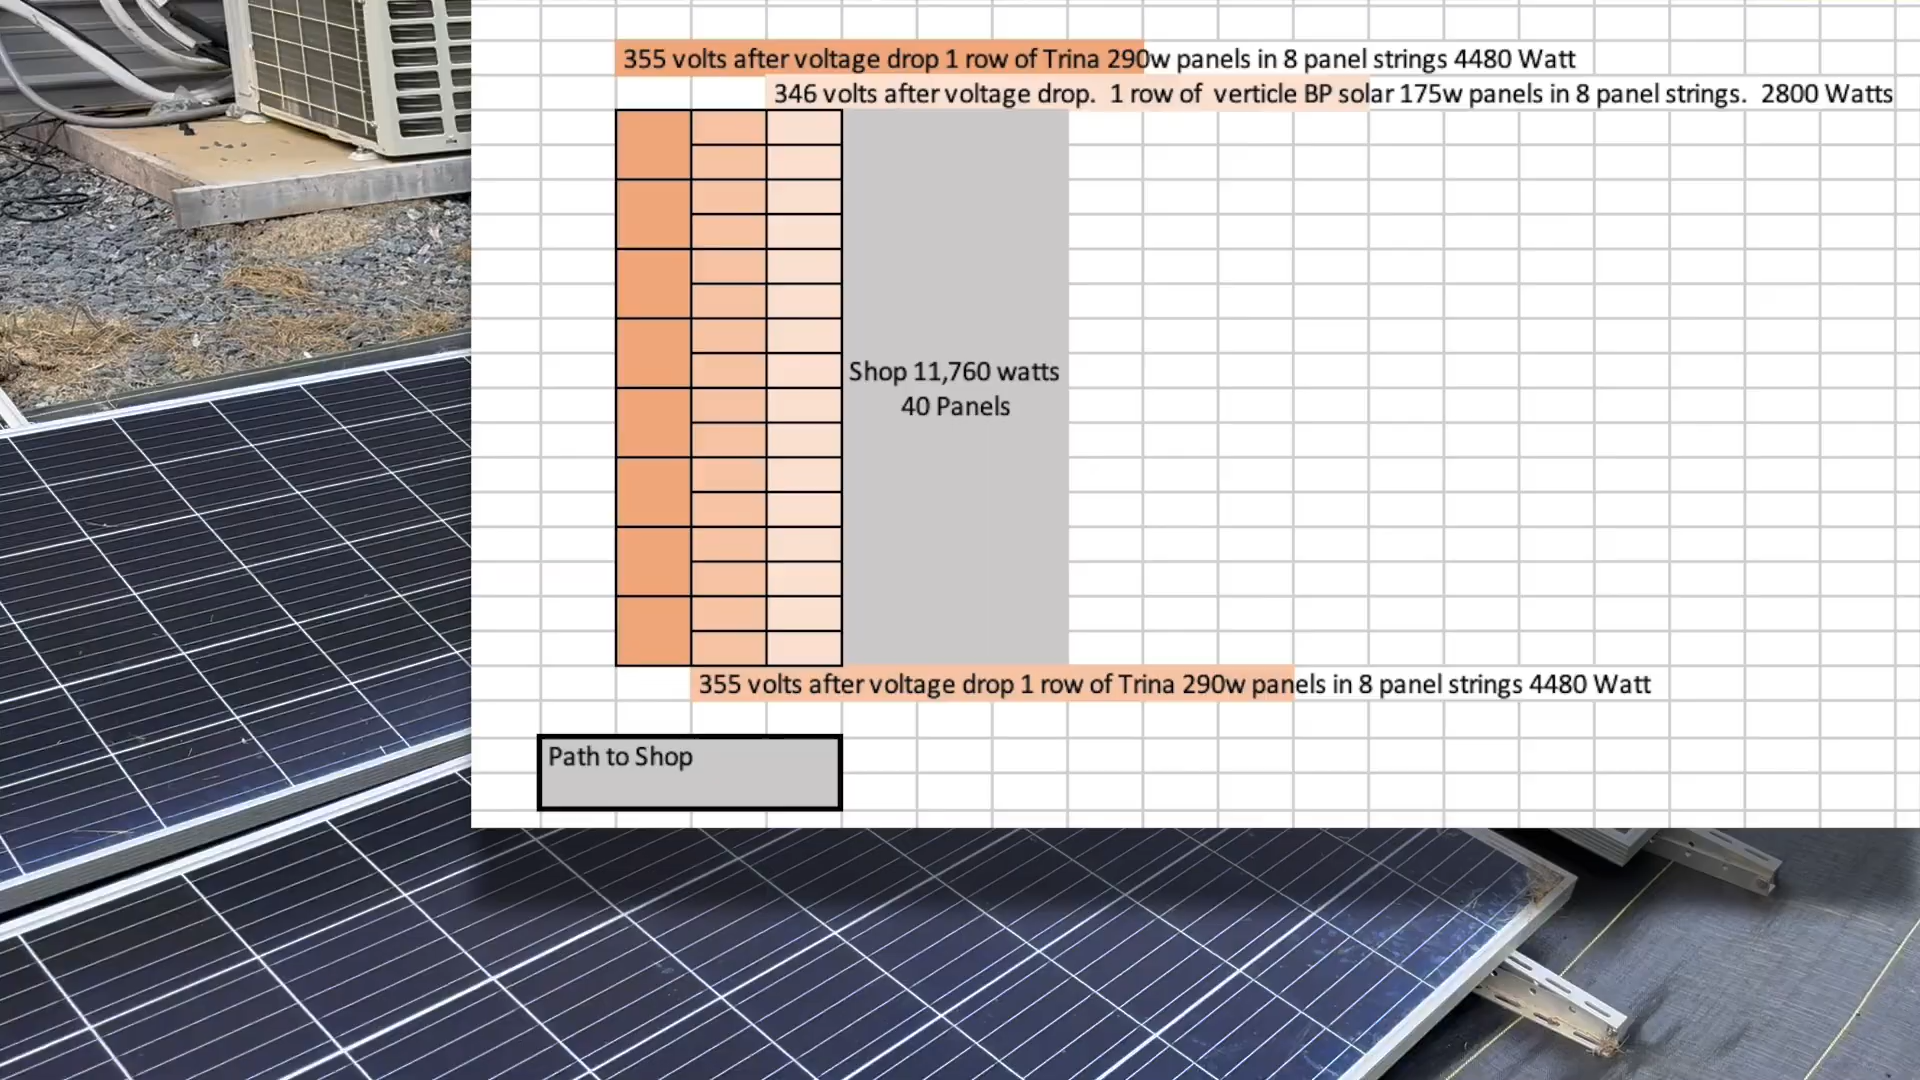 355 volts after voltage drop 1 row of Trina 290w panels in 8 panel strings 4480 Watt
346 volts after voltage drop.  1 row of  verticle BP solar 175w panels in 8 panel strings.  2800 Watts
Shop 11,760 watts
40 Panels
355 volts after voltage drop 1 row of Trina 290w panels in 8 panel strings 4480 Watt
Path to Shop